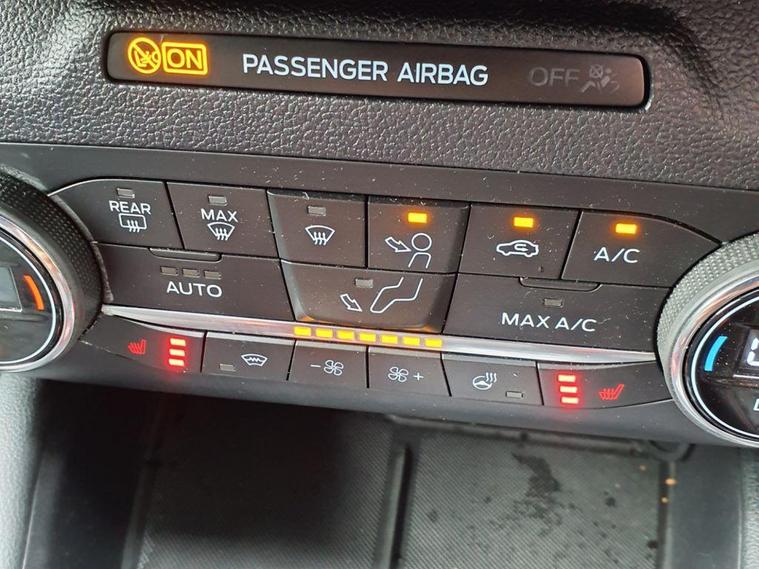 ON PASSENGER AIRBAG OFF
REAR
MAX
A/C
AUTO
MAX A/C
- +